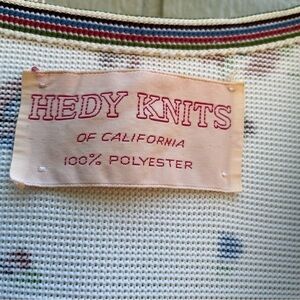 HEDY KNITS
OF CALIFORNIA
100% POLYESTER